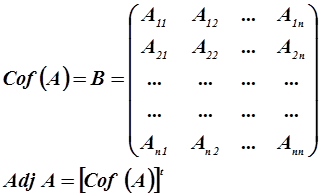 A₁₁ A₁₂ ... A₁ₙ
A₂₁ A₂₂ ... A₂ₙ
Cof (A) = B = ... ... ... ...
... ... ... ...
Aₙ₁ Aₙ₂ ... Aₙₙ
Adj A = [Cof (A)]ᵗ